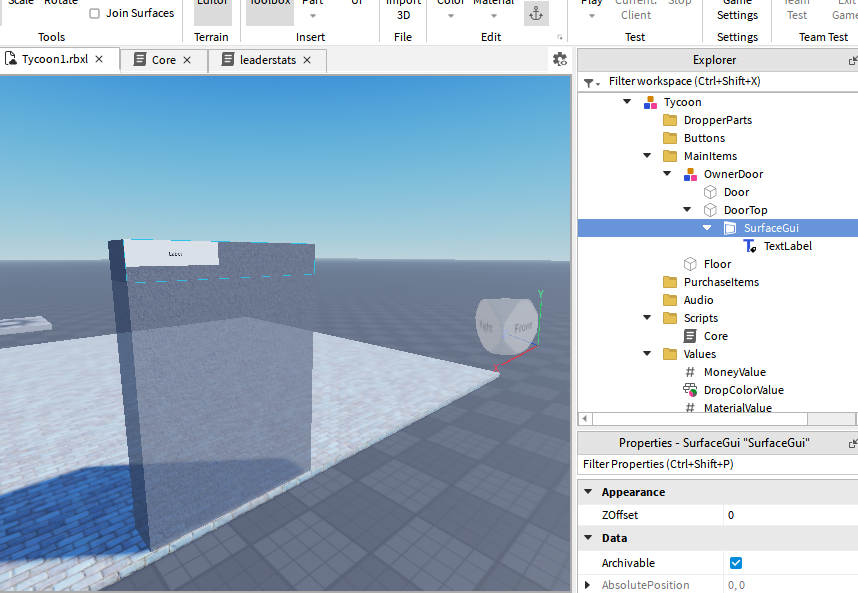 Scale Rotate
Join Surfaces
Tools
Editor
Terrain
Toolbox Part UI
Insert
Import
3D
File
Color Material
Edit
Play Current: Stop
Client
Test
Game
Settings
Settings
Team Exit
Test Game
Team Test
Tycoon1.rbxl ×
Core ×
leaderstats ×
Explorer
Filter workspace (Ctrl+Shift+X)
Tycoon
DropperParts
Buttons
MainItems
OwnerDoor
Door
DoorTop
SurfaceGui
TextLabel
Floor
PurchaseItems
Audio
Scripts
Core
Values
MoneyValue
DropColorValue
MaterialValue
Label
Y
Right
Front
Properties - SurfaceGui "SurfaceGui"
Filter Properties (Ctrl+Shift+P)
Appearance
ZOffset 0
Data
Archivable
AbsolutePosition 0, 0